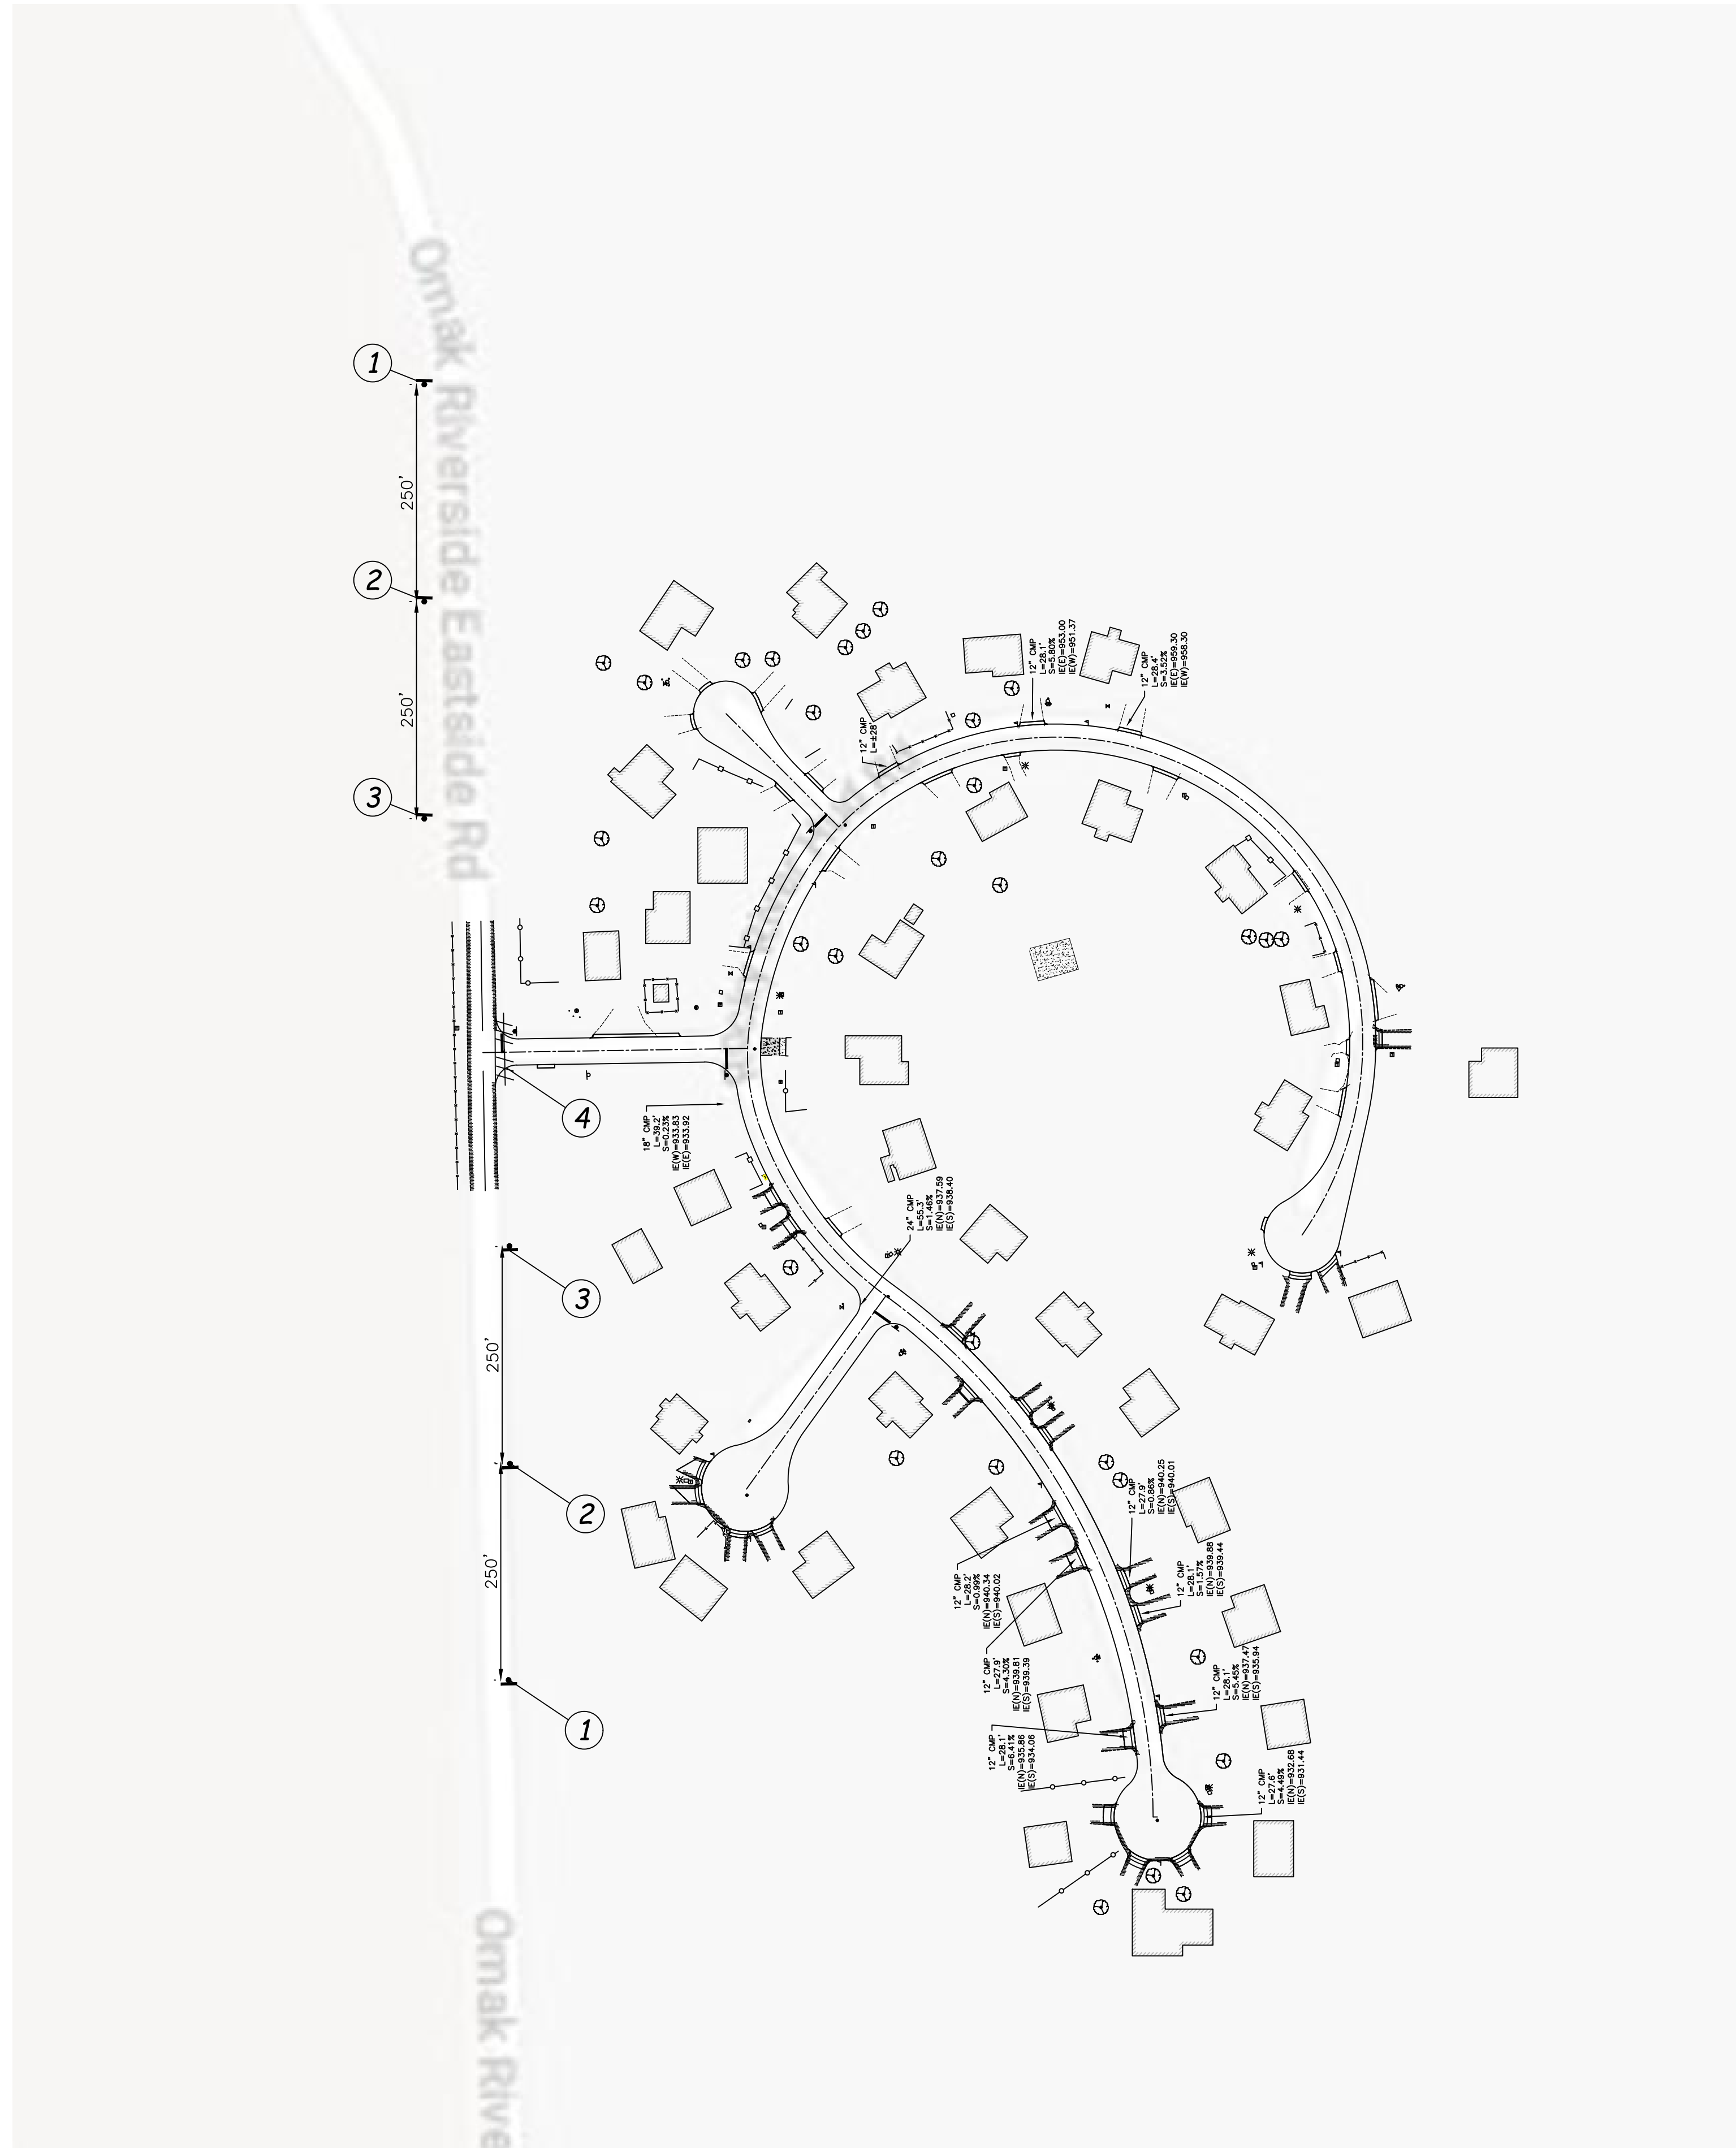 Omak Riverside Eastside Rd
1
250'
2
250'
3
12" CMP
L=28.1'
S=5.80%
IE(E)=953.00
IE(W)=951.37
12" CMP
L=28.4'
S=3.52%
IE(E)=959.30
IE(W)=958.30
12" CMP
L=±28'
4
18" CMP
L=39.2'
S=0.23%
IE(W)=933.83
IE(E)=933.92
24" CMP
L=55.3'
S=1.46%
IE(N)=937.59
IE(S)=938.40
3
250'
2
250'
1
12" CMP
L=27.9'
S=0.86%
IE(N)=940.25
IE(S)=940.01
12" CMP
L=28.2'
S=0.99%
IE(N)=940.34
IE(S)=940.02
12" CMP
L=28.1'
S=1.57%
IE(N)=939.88
IE(S)=939.44
12" CMP
L=27.9'
S=4.30%
IE(N)=939.81
IE(S)=939.39
12" CMP
L=28.1'
S=5.45%
IE(N)=937.47
IE(S)=935.94
12" CMP
L=28.1'
S=6.41%
IE(N)=935.86
IE(S)=934.06
12" CMP
L=27.6'
S=4.49%
IE(N)=932.68
IE(S)=931.44
Omak Rive